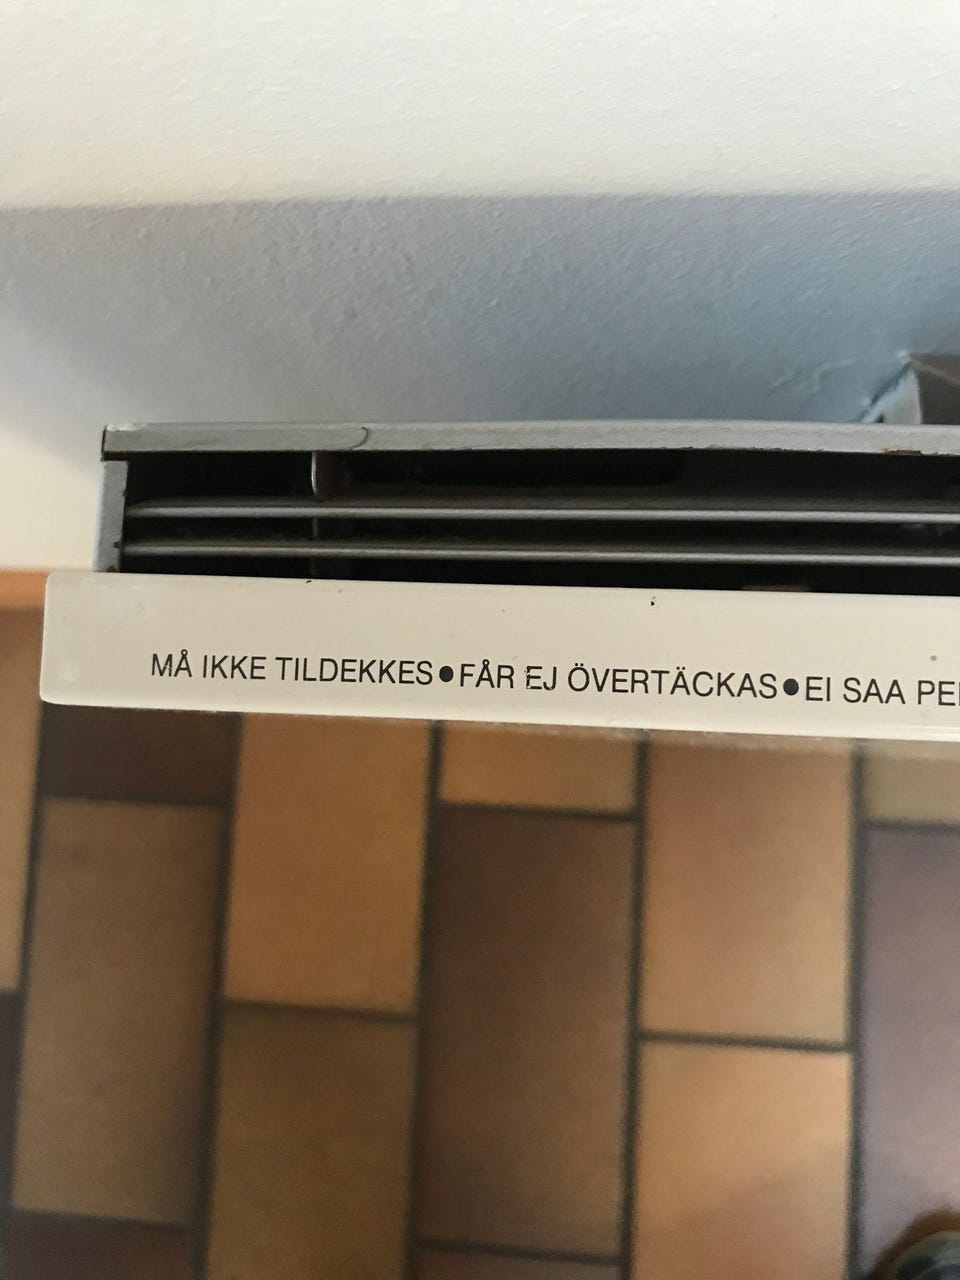 MÅ IKKE TILDEKKES●FÅR EJ ÖVERTÄCKAS●EI SAA